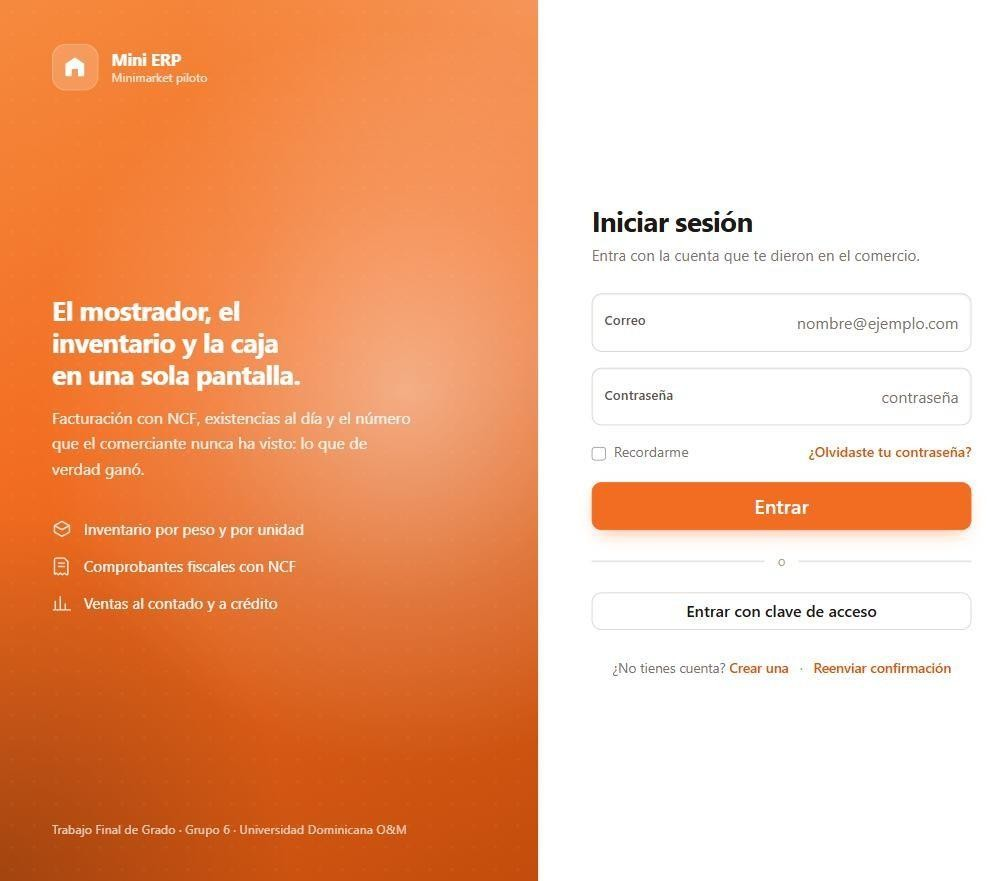 Mini ERP
Minimarket piloto
El mostrador, el
inventario y la caja
en una sola pantalla.
Facturación con NCF, existencias al día y el número
que el comerciante nunca ha visto: lo que de
verdad ganó.
Inventario por peso y por unidad
Comprobantes fiscales con NCF
Ventas al contado y a crédito
Trabajo Final de Grado · Grupo 6 · Universidad Dominicana O&M
Iniciar sesión
Entra con la cuenta que te dieron en el comercio.
Correo nombre@ejemplo.com
Contraseña contraseña
Recordarme ¿Olvidaste tu contraseña?
Entrar
o
Entrar con clave de acceso
¿No tienes cuenta? Crear una · Reenviar confirmación